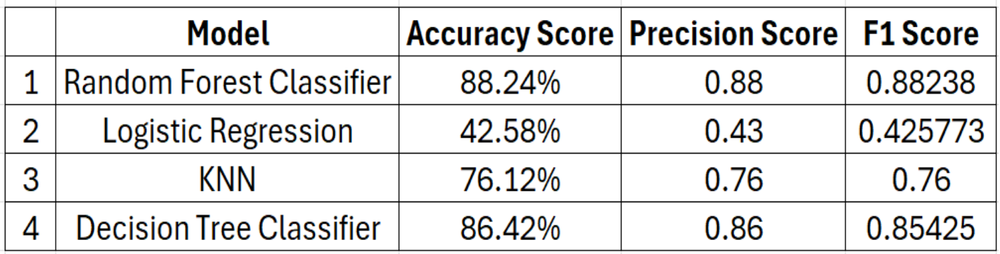 Model Accuracy Score Precision Score F1 Score
1 Random Forest Classifier 88.24% 0.88 0.88238
2 Logistic Regression 42.58% 0.43 0.425773
3 KNN 76.12% 0.76 0.76
4 Decision Tree Classifier 86.42% 0.86 0.85425